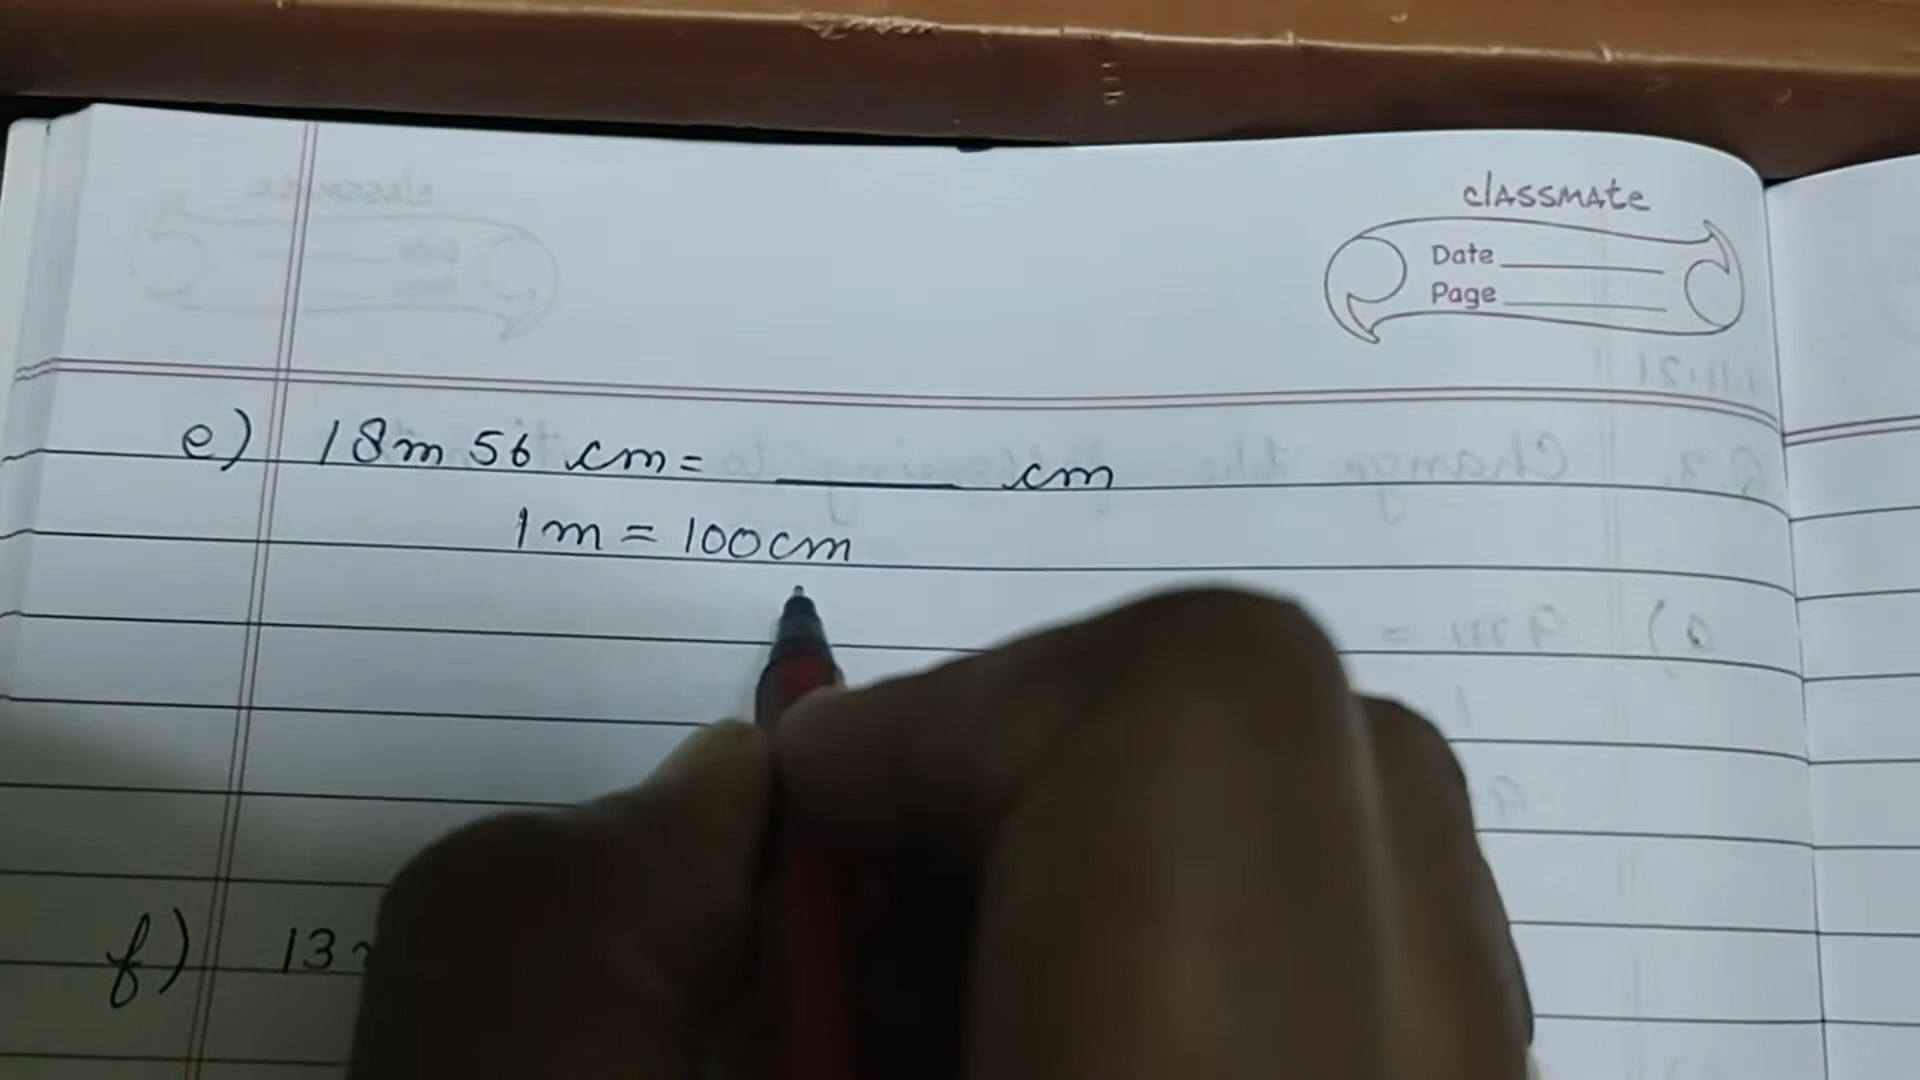 classmate
Date
Page
e) 18m 56 cm = ______ cm
1m = 100cm
f) 13